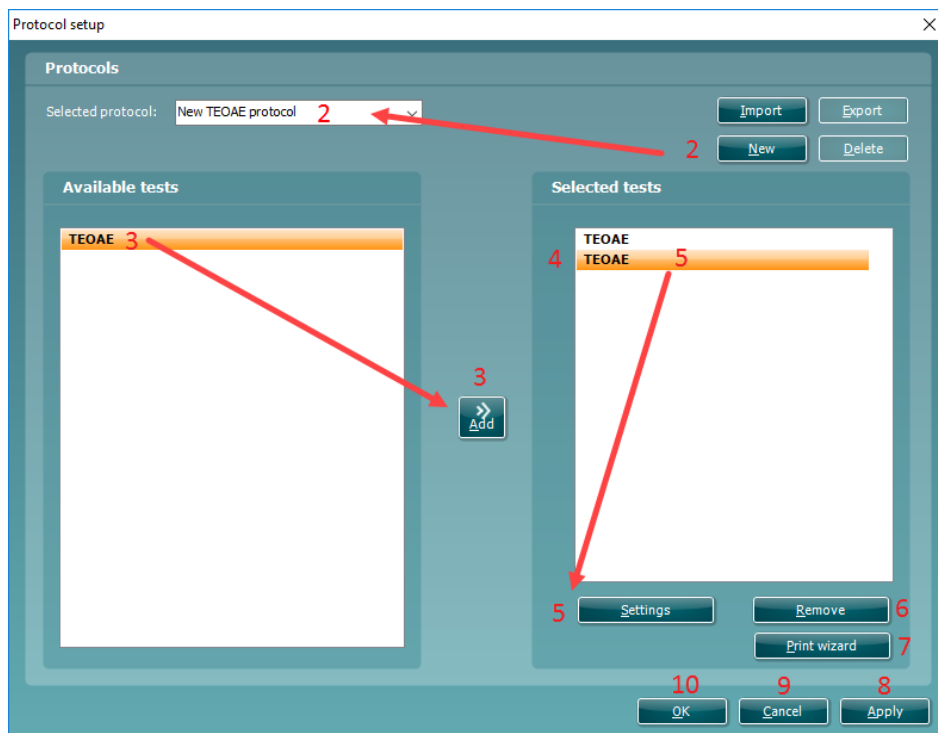 Protocol setup
Protocols
Selected protocol: New TEOAE protocol 2
Import Export
2 New Delete
Available tests
Selected tests
TEOAE 3
TEOAE
4 TEOAE 5
3
Add
5 Settings
Remove 6
Print wizard 7
10 9 8
OK Cancel Apply